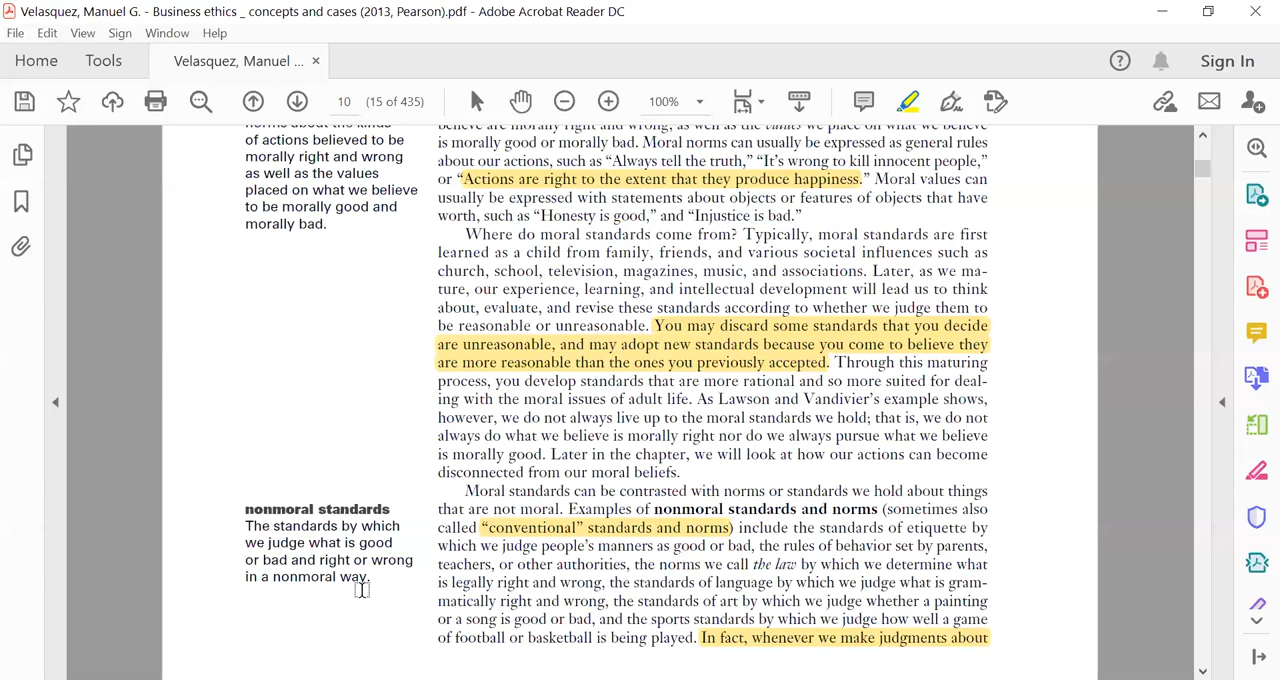 Velasquez, Manuel G. - Business ethics _ concepts and cases (2013, Pearson).pdf - Adobe Acrobat Reader DC
File Edit View Sign Window Help
Home Tools Velasquez, Manuel ... × Sign In
10 (15 of 435) 100%
of actions believed to be
morally right and wrong
as well as the values
placed on what we believe
to be morally good and
morally bad.
believe are morally right and wrong, as well as the values we place on what we believe
is morally good or morally bad. Moral norms can usually be expressed as general rules
about our actions, such as “Always tell the truth,” “It’s wrong to kill innocent people,”
or “Actions are right to the extent that they produce happiness.” Moral values can
usually be expressed with statements about objects or features of objects that have
worth, such as “Honesty is good,” and “Injustice is bad.”
Where do moral standards come from? Typically, moral standards are first
learned as a child from family, friends, and various societal influences such as
church, school, television, magazines, music, and associations. Later, as we ma-
ture, our experience, learning, and intellectual development will lead us to think
about, evaluate, and revise these standards according to whether we judge them to
be reasonable or unreasonable. You may discard some standards that you decide
are unreasonable, and may adopt new standards because you come to believe they
are more reasonable than the ones you previously accepted. Through this maturing
process, you develop standards that are more rational and so more suited for deal-
ing with the moral issues of adult life. As Lawson and Vandivier’s example shows,
however, we do not always live up to the moral standards we hold; that is, we do not
always do what we believe is morally right nor do we always pursue what we believe
is morally good. Later in the chapter, we will look at how our actions can become
disconnected from our moral beliefs.
nonmoral standards
The standards by which
we judge what is good
or bad and right or wrong
in a nonmoral way.
Moral standards can be contrasted with norms or standards we hold about things
that are not moral. Examples of nonmoral standards and norms (sometimes also
called “conventional” standards and norms) include the standards of etiquette by
which we judge people’s manners as good or bad, the rules of behavior set by parents,
teachers, or other authorities, the norms we call the law by which we determine what
is legally right and wrong, the standards of language by which we judge what is gram-
matically right and wrong, the standards of art by which we judge whether a painting
or a song is good or bad, and the sports standards by which we judge how well a game
of football or basketball is being played. In fact, whenever we make judgments about